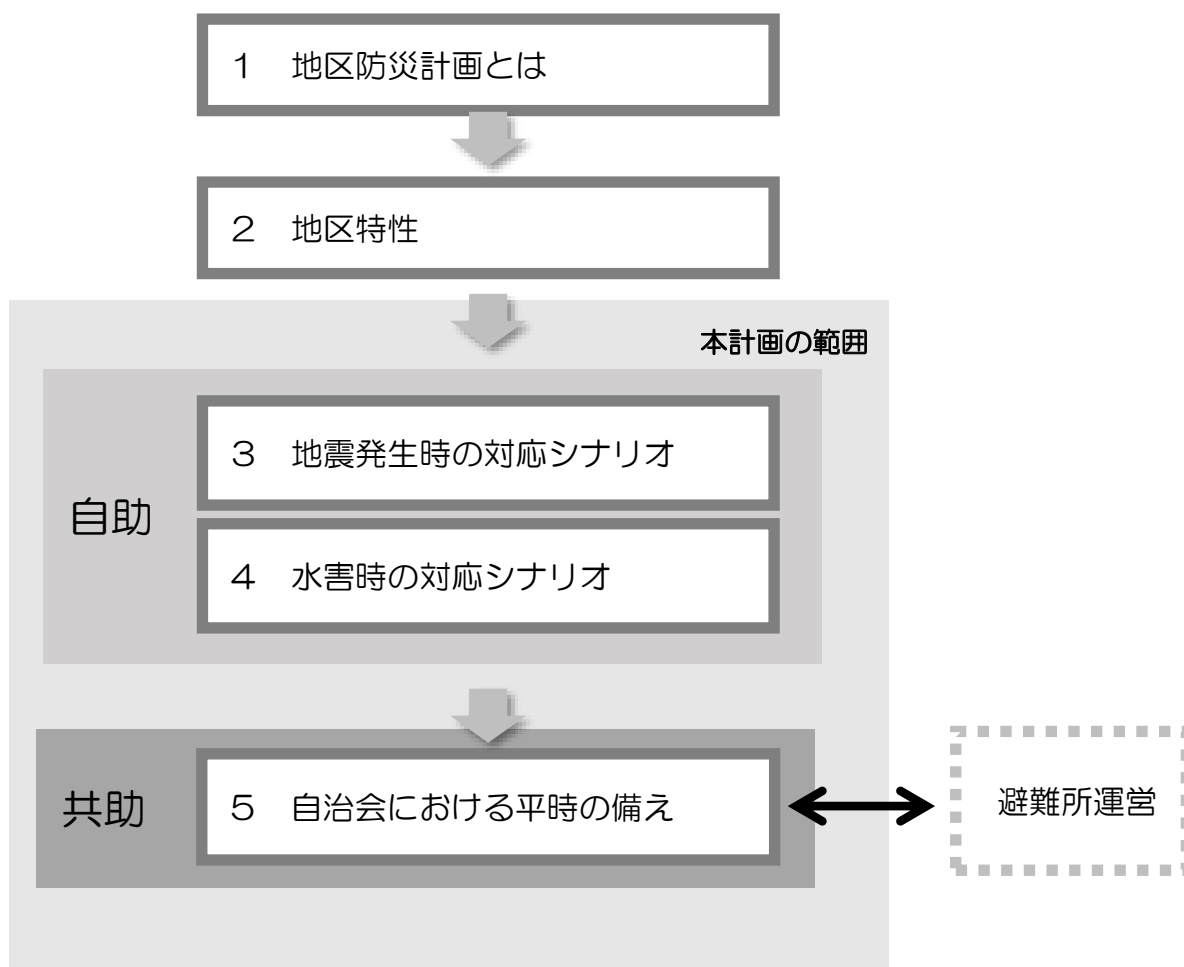 １　地区防災計画とは
２　地区特性
本計画の範囲
自助
３　地震発生時の対応シナリオ
４　水害時の対応シナリオ
共助
５　自治会における平時の備え
避難所運営